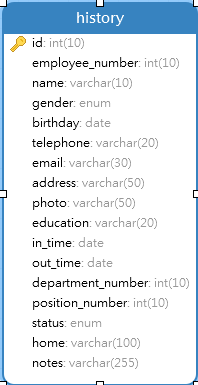 history
id: int(10)
employee_number: int(10)
name: varchar(10)
gender: enum
birthday: date
telephone: varchar(20)
email: varchar(30)
address: varchar(50)
photo: varchar(50)
education: varchar(20)
in_time: date
out_time: date
department_number: int(10)
position_number: int(10)
status: enum
home: varchar(100)
notes: varchar(255)